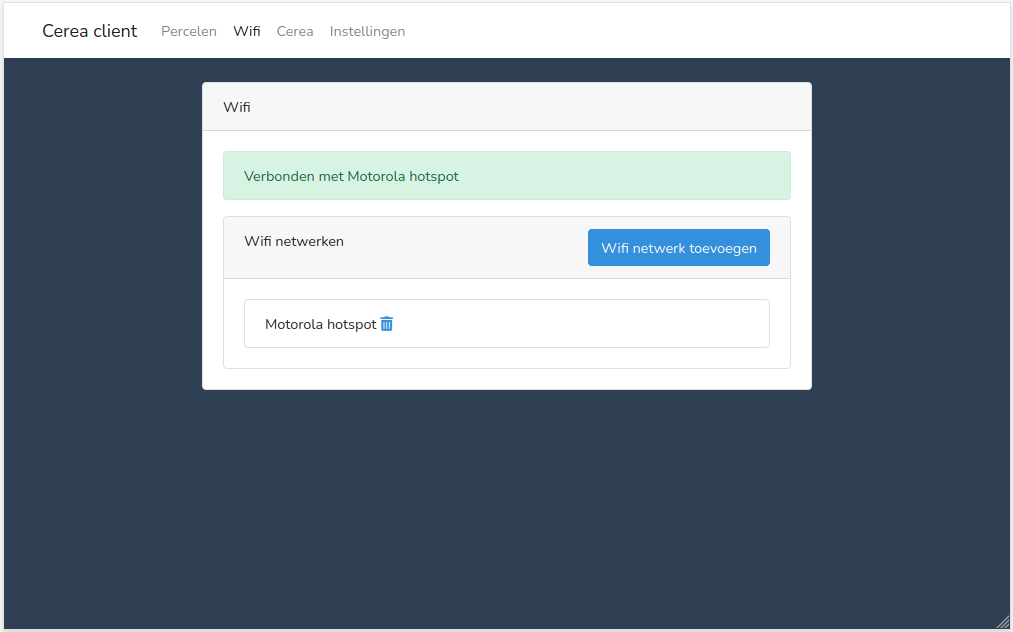 Cerea client Percelen Wifi Cerea Instellingen
Wifi
Verbonden met Motorola hotspot
Wifi netwerken
Wifi netwerk toevoegen
Motorola hotspot